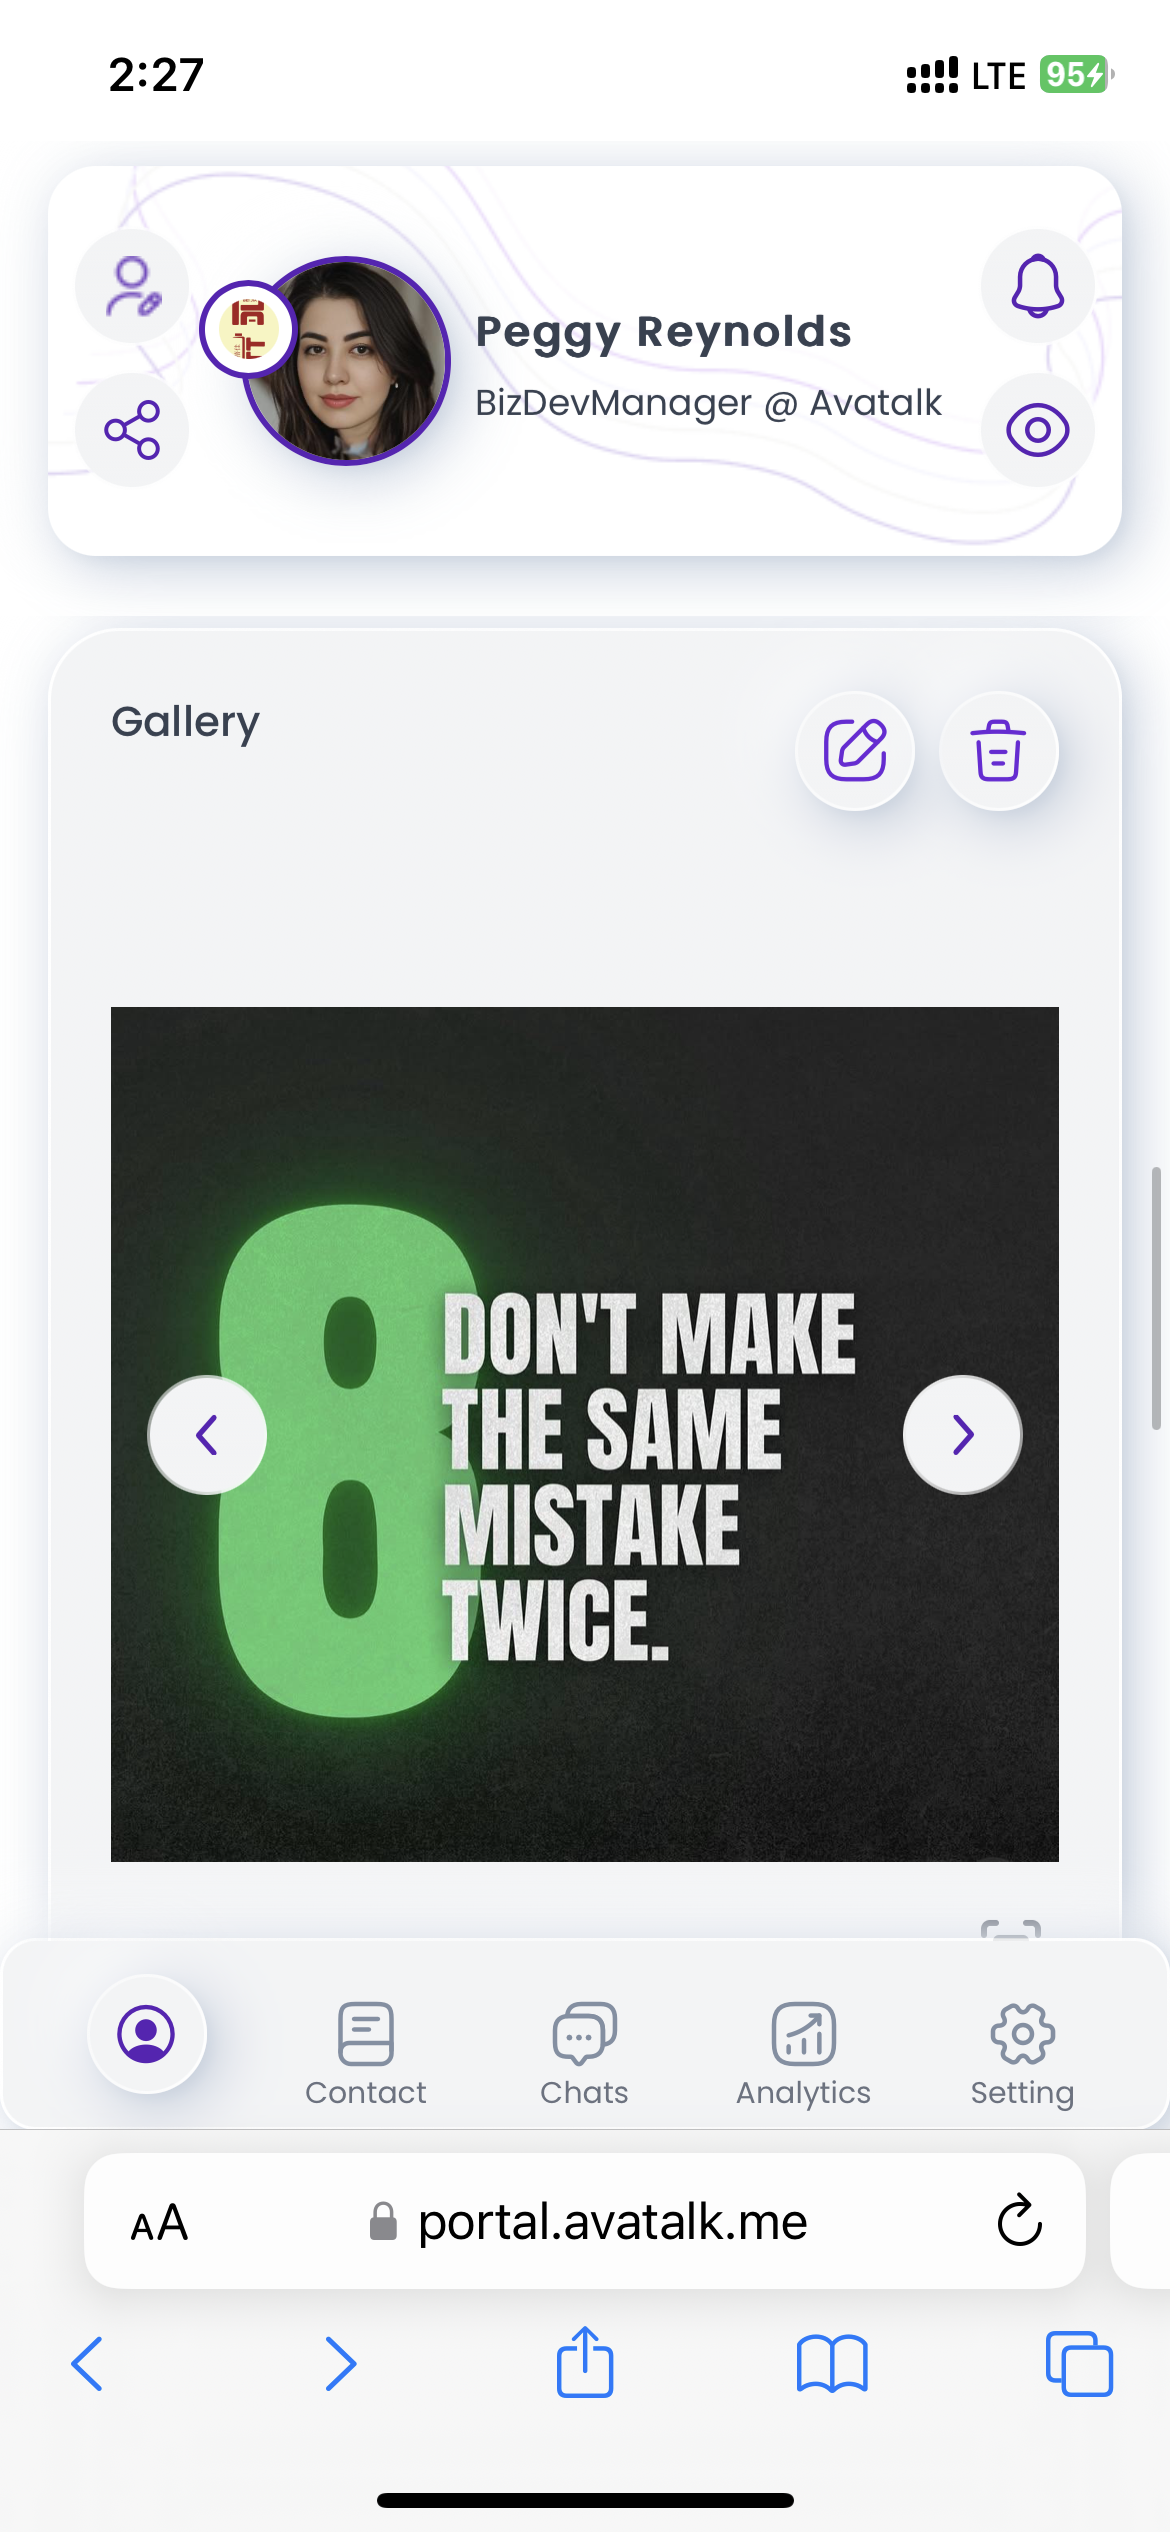 2:27
LTE 95
Peggy Reynolds
BizDevManager @ Avatalk
Gallery
8
DON'T MAKE
THE SAME
MISTAKE
TWICE.
Contact Chats Analytics Setting
AA portal.avatalk.me